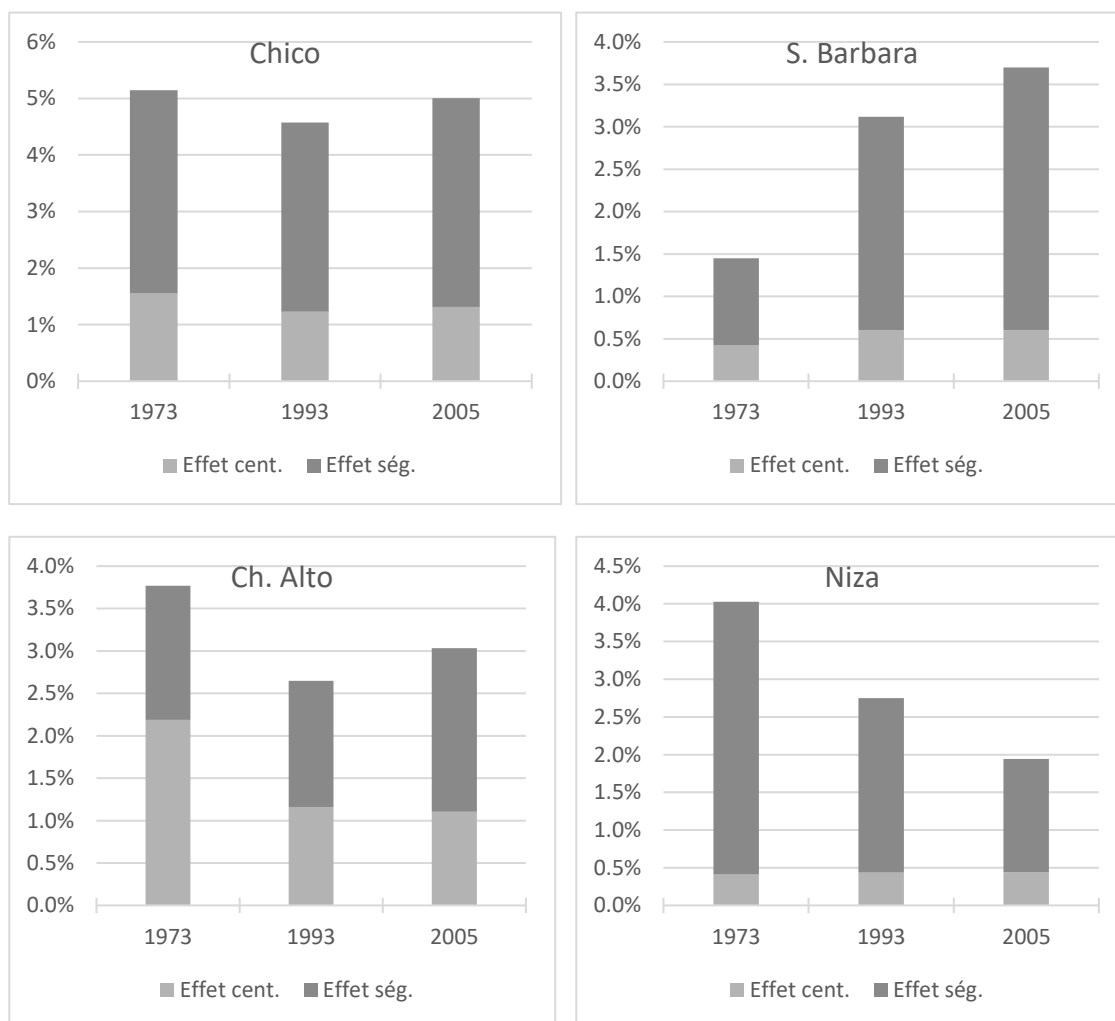 Chico
6%
5%
4%
3%
2%
1%
0%
1973 1993 2005
Effet cent. Effet ség.
S. Barbara
4.0%
3.5%
3.0%
2.5%
2.0%
1.5%
1.0%
0.5%
0.0%
1973 1993 2005
Effet cent. Effet ség.
Ch. Alto
4.0%
3.5%
3.0%
2.5%
2.0%
1.5%
1.0%
0.5%
0.0%
1973 1993 2005
Effet cent. Effet ség.
Niza
4.5%
4.0%
3.5%
3.0%
2.5%
2.0%
1.5%
1.0%
0.5%
0.0%
1973 1993 2005
Effet cent. Effet ség.